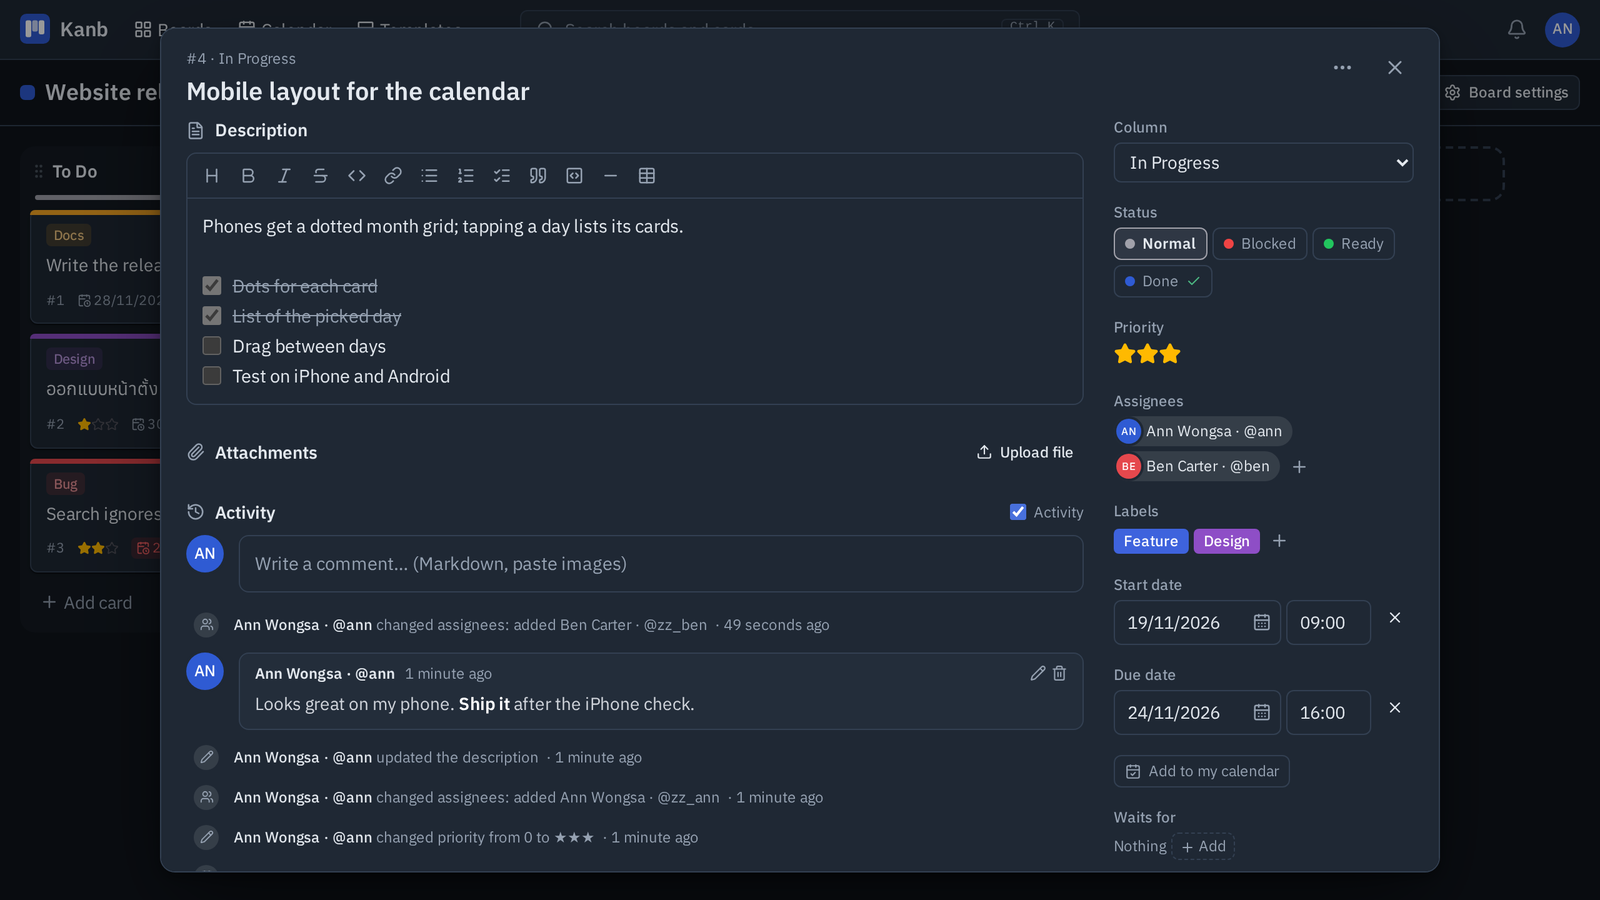 Kanb
#4 · In Progress
Mobile layout for the calendar
AN
Website rel
Board settings
To Do
Docs
Write the relea
#1 28/11/202
Design
ออกแบบหน้าตั้ง
#2 30
Bug
Search ignores
#3 2
+ Add card
Description
H B I S
Phones get a dotted month grid; tapping a day lists its cards.
Dots for each card
List of the picked day
Drag between days
Test on iPhone and Android
Attachments
Upload file
Activity
Activity
AN
Write a comment... (Markdown, paste images)
Ann Wongsa · @ann changed assignees: added Ben Carter · @zz_ben · 49 seconds ago
AN
Ann Wongsa · @ann 1 minute ago
Looks great on my phone. Ship it after the iPhone check.
Ann Wongsa · @ann updated the description · 1 minute ago
Ann Wongsa · @ann changed assignees: added Ann Wongsa · @zz_ann · 1 minute ago
Ann Wongsa · @ann changed priority from 0 to ★★★ · 1 minute ago
Column
In Progress
Status
Normal Blocked Ready
Done ✓
Priority
Assignees
AN Ann Wongsa · @ann
BE Ben Carter · @ben +
Labels
Feature Design +
Start date
19/11/2026 09:00
Due date
24/11/2026 16:00
Add to my calendar
Waits for
Nothing + Add